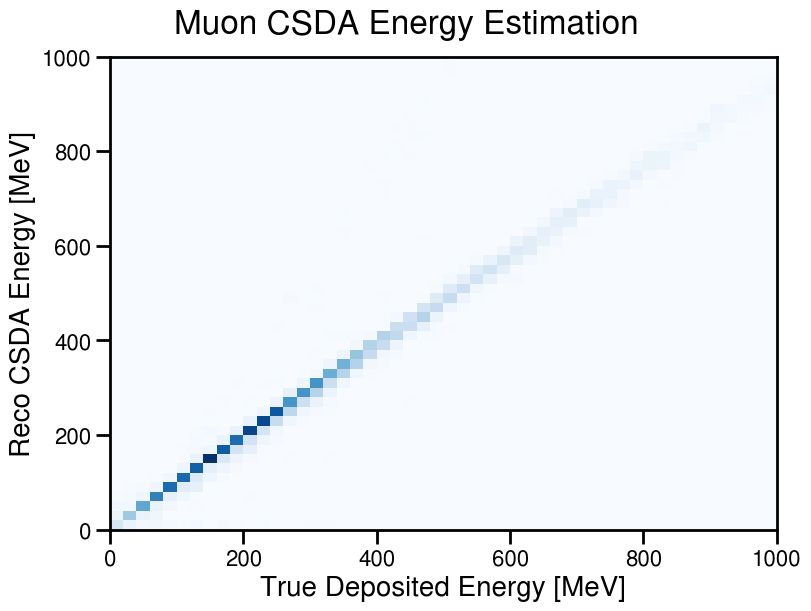 Muon CSDA Energy Estimation
1000
800
600
400
200
0
Reco CSDA Energy [MeV]
0 200 400 600 800 1000
True Deposited Energy [MeV]